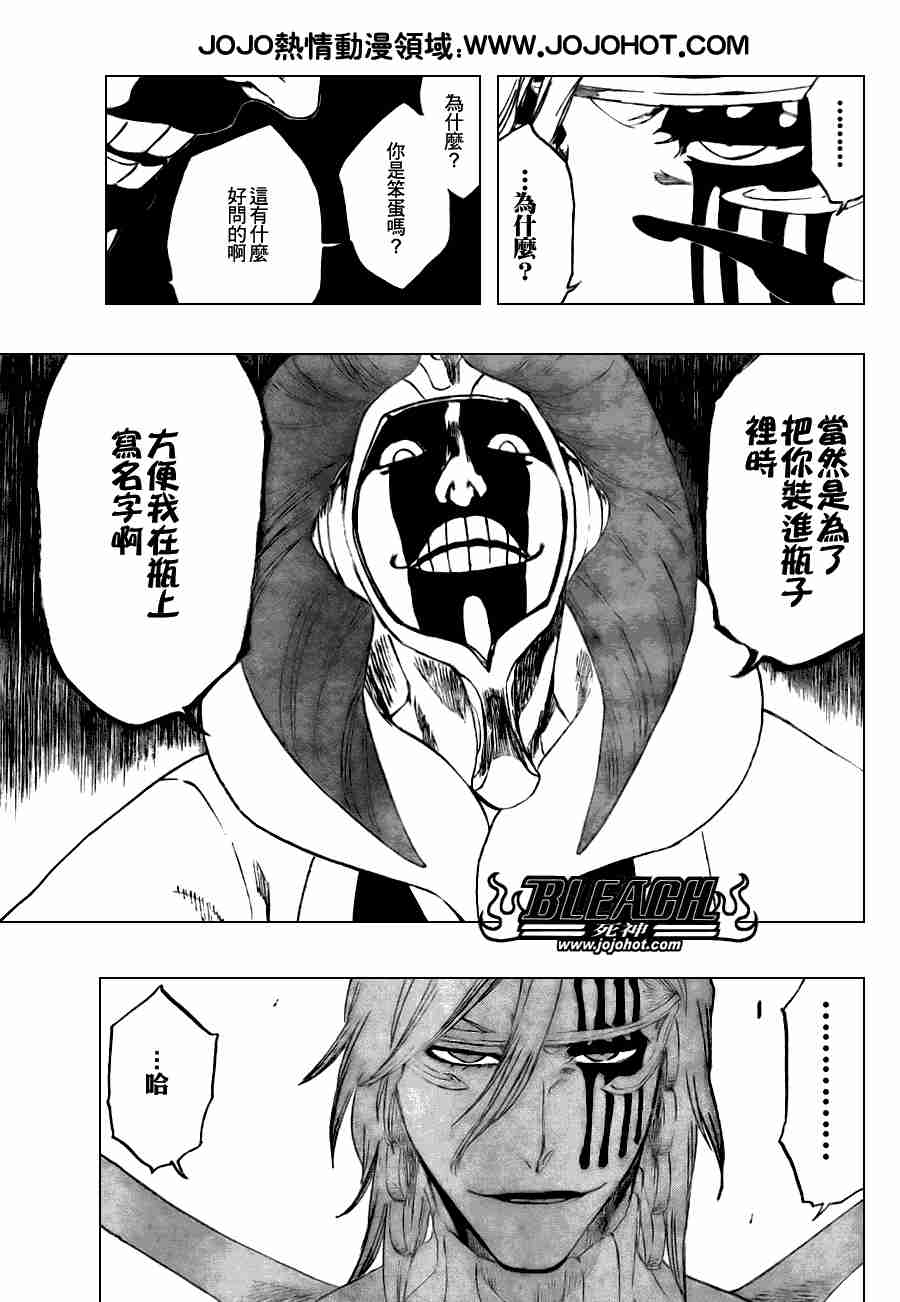 JOJO熱情動漫領域:WWW.JOJOHOT.COM
………
…為什麼?
為什麼?
你是笨蛋嗎?
這有什麼
好問的啊
當然是為了
把你裝進瓶子
裡時
方便我在瓶上
寫名字啊
BLEACH
死神
www.jojohot.com
………
…哈